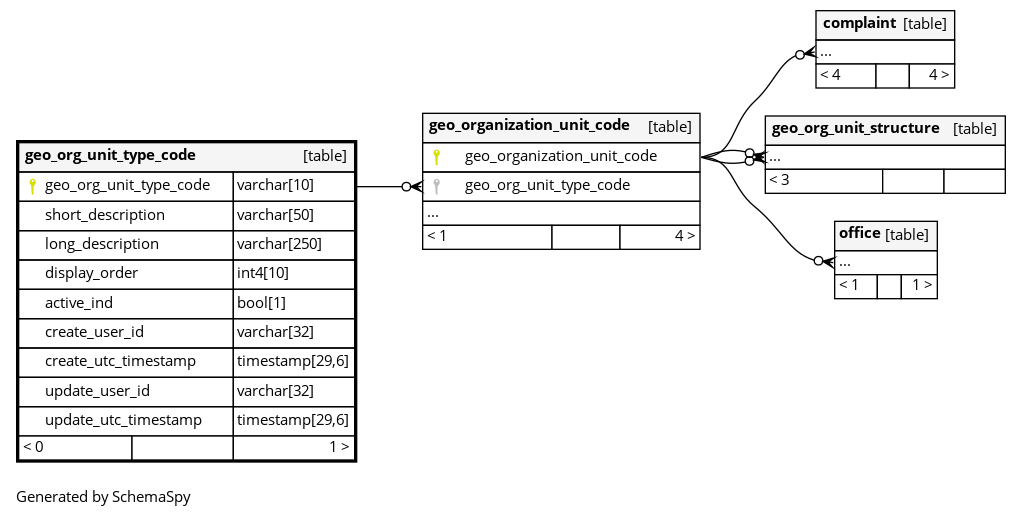 complaint [table]
...
< 4 4 >
geo_organization_unit_code [table]
geo_organization_unit_code
geo_org_unit_type_code
...
< 1 4 >
geo_org_unit_structure [table]
...
< 3
geo_org_unit_type_code [table]
geo_org_unit_type_code varchar[10]
short_description varchar[50]
long_description varchar[250]
display_order int4[10]
active_ind bool[1]
create_user_id varchar[32]
create_utc_timestamp timestamp[29,6]
update_user_id varchar[32]
update_utc_timestamp timestamp[29,6]
< 0 1 >
office [table]
...
< 1 1 >
Generated by SchemaSpy